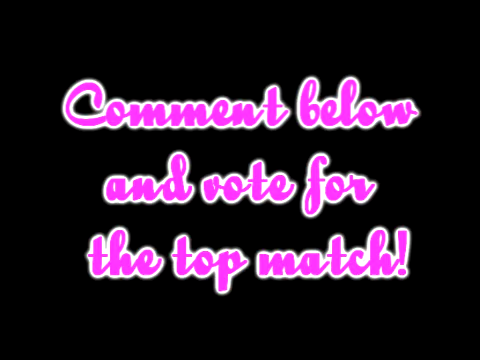 Comment below
and vote for
the top match!